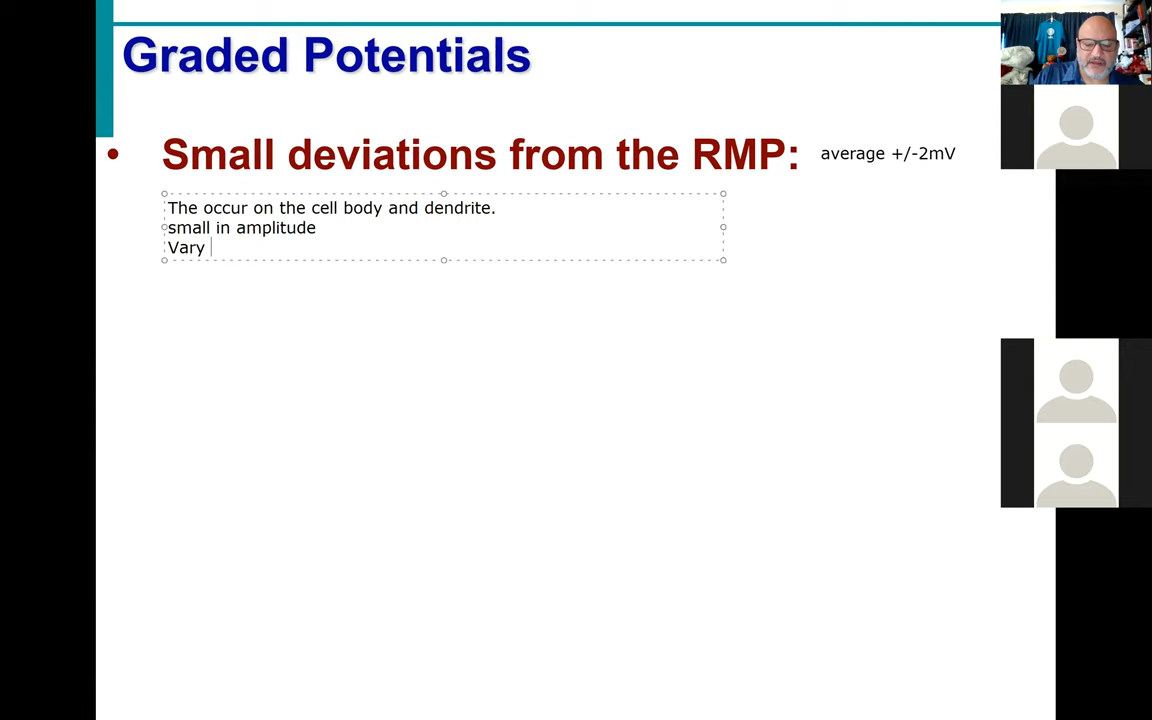 Graded Potentials
• Small deviations from the RMP: average +/-2mV
The occur on the cell body and dendrite.
small in amplitude
Vary